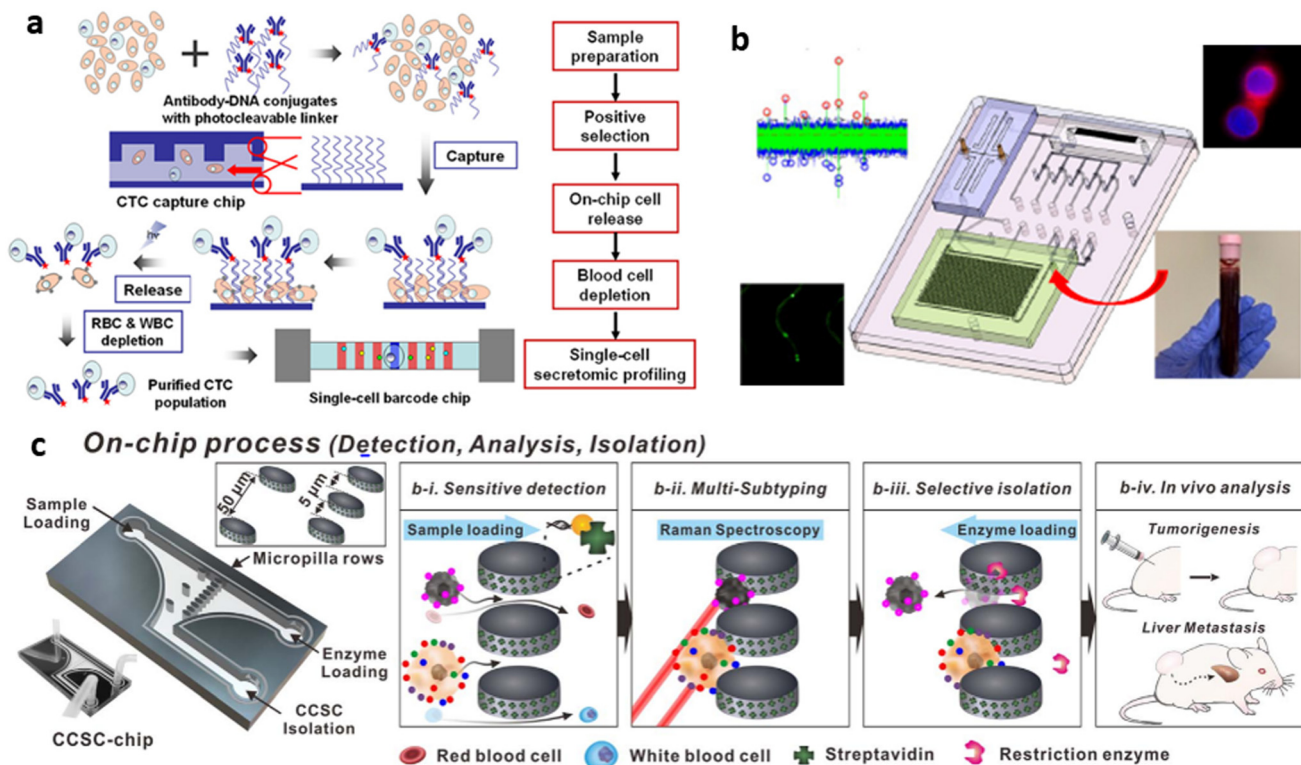 a
Antibody-DNA conjugates
with photocleavable linker
CTC capture chip
Capture
hν
Release
RBC & WBC
depletion
Purified CTC
population
Single-cell barcode chip
Sample
preparation
Positive
selection
On-chip cell
release
Blood cell
depletion
Single-cell
secretomic profiling
b
c
On-chip process (Detection, Analysis, Isolation)
Sample
Loading
50 μm
5 μm
Micropilla rows
Enzyme
Loading
CCSC
Isolation
CCSC-chip
b-i. Sensitive detection
Sample loading
b-ii. Multi-Subtyping
Raman Spectroscopy
b-iii. Selective isolation
Enzyme loading
b-iv. In vivo analysis
Tumorigenesis
Liver Metastasis
Red blood cell
White blood cell
Streptavidin
Restriction enzyme